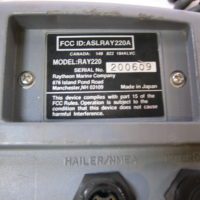 FCC ID:ASLRAY220A
CANADA: 149 822 184ALVC
MODEL:RAY220
SERIAL No. 200609
Raytheon Marine Company
676 Island Pond Road
Manchester, NH 03109 Made in Japan
This device complies with part 15 of the
FCC Rules. Operation is subject to the
condition that this device does not cause
harmful interference.
HAILER/NMEA